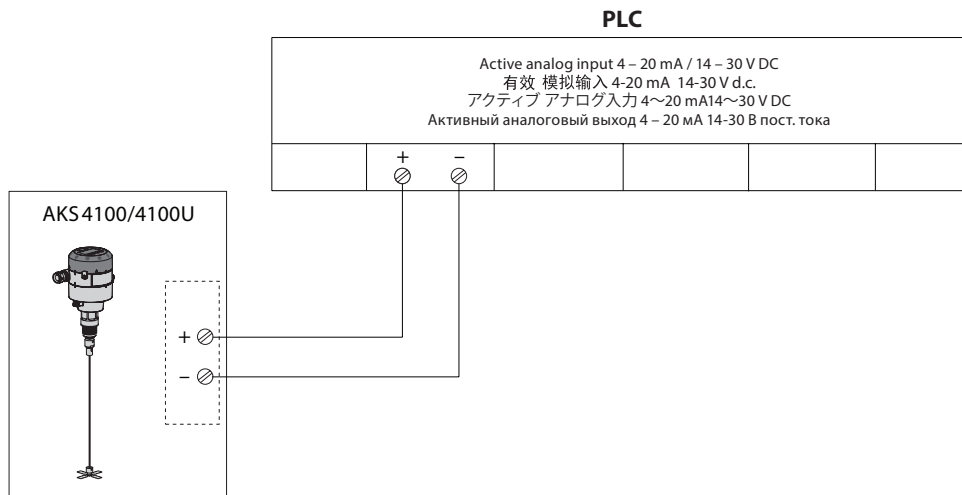 PLC
Active analog input 4 – 20 mA / 14 – 30 V DC
有效 模拟输入 4-20 mA 14-30 V d.c.
アクティブ アナログ入力 4～20 mA14～30 V DC
Активный аналоговый выход 4 – 20 мА 14-30 В пост. тока
+ –
AKS 4100/4100U
+
–